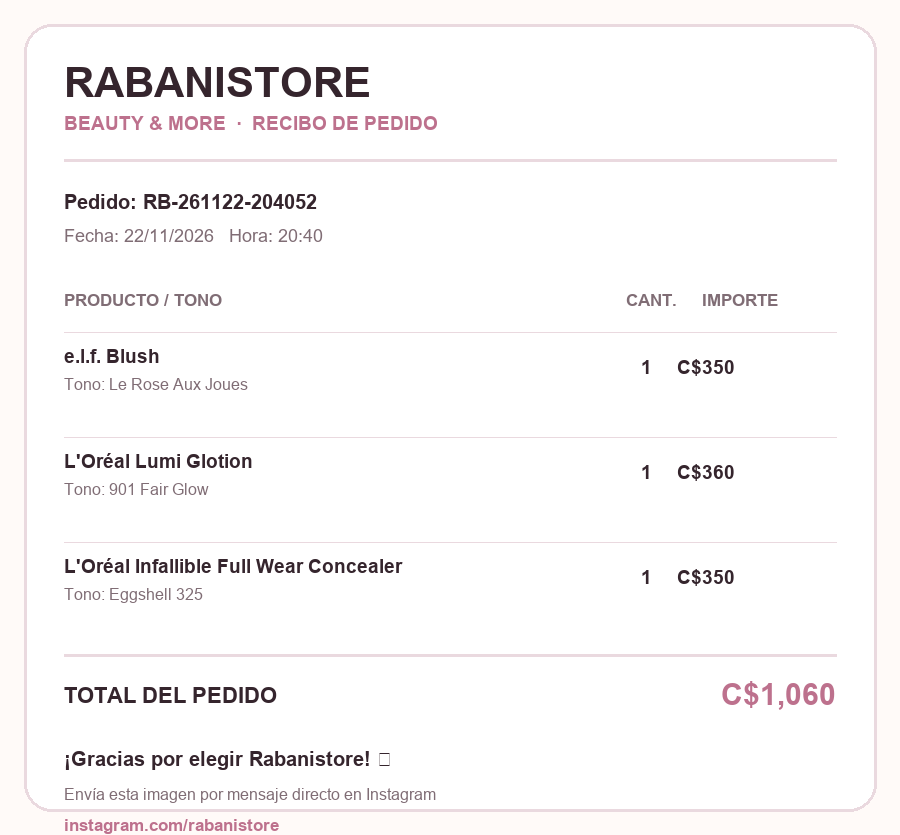 RABANISTORE
BEAUTY & MORE · RECIBO DE PEDIDO
Pedido: RB-261122-204052
Fecha: 22/11/2026 Hora: 20:40
PRODUCTO / TONO CANT. IMPORTE
e.l.f. Blush 1 C$350
Tono: Le Rose Aux Joues
L'Oréal Lumi Glotion 1 C$360
Tono: 901 Fair Glow
L'Oréal Infallible Full Wear Concealer 1 C$350
Tono: Eggshell 325
TOTAL DEL PEDIDO C$1,060
¡Gracias por elegir Rabanistore! □
Envía esta imagen por mensaje directo en Instagram
instagram.com/rabanistore